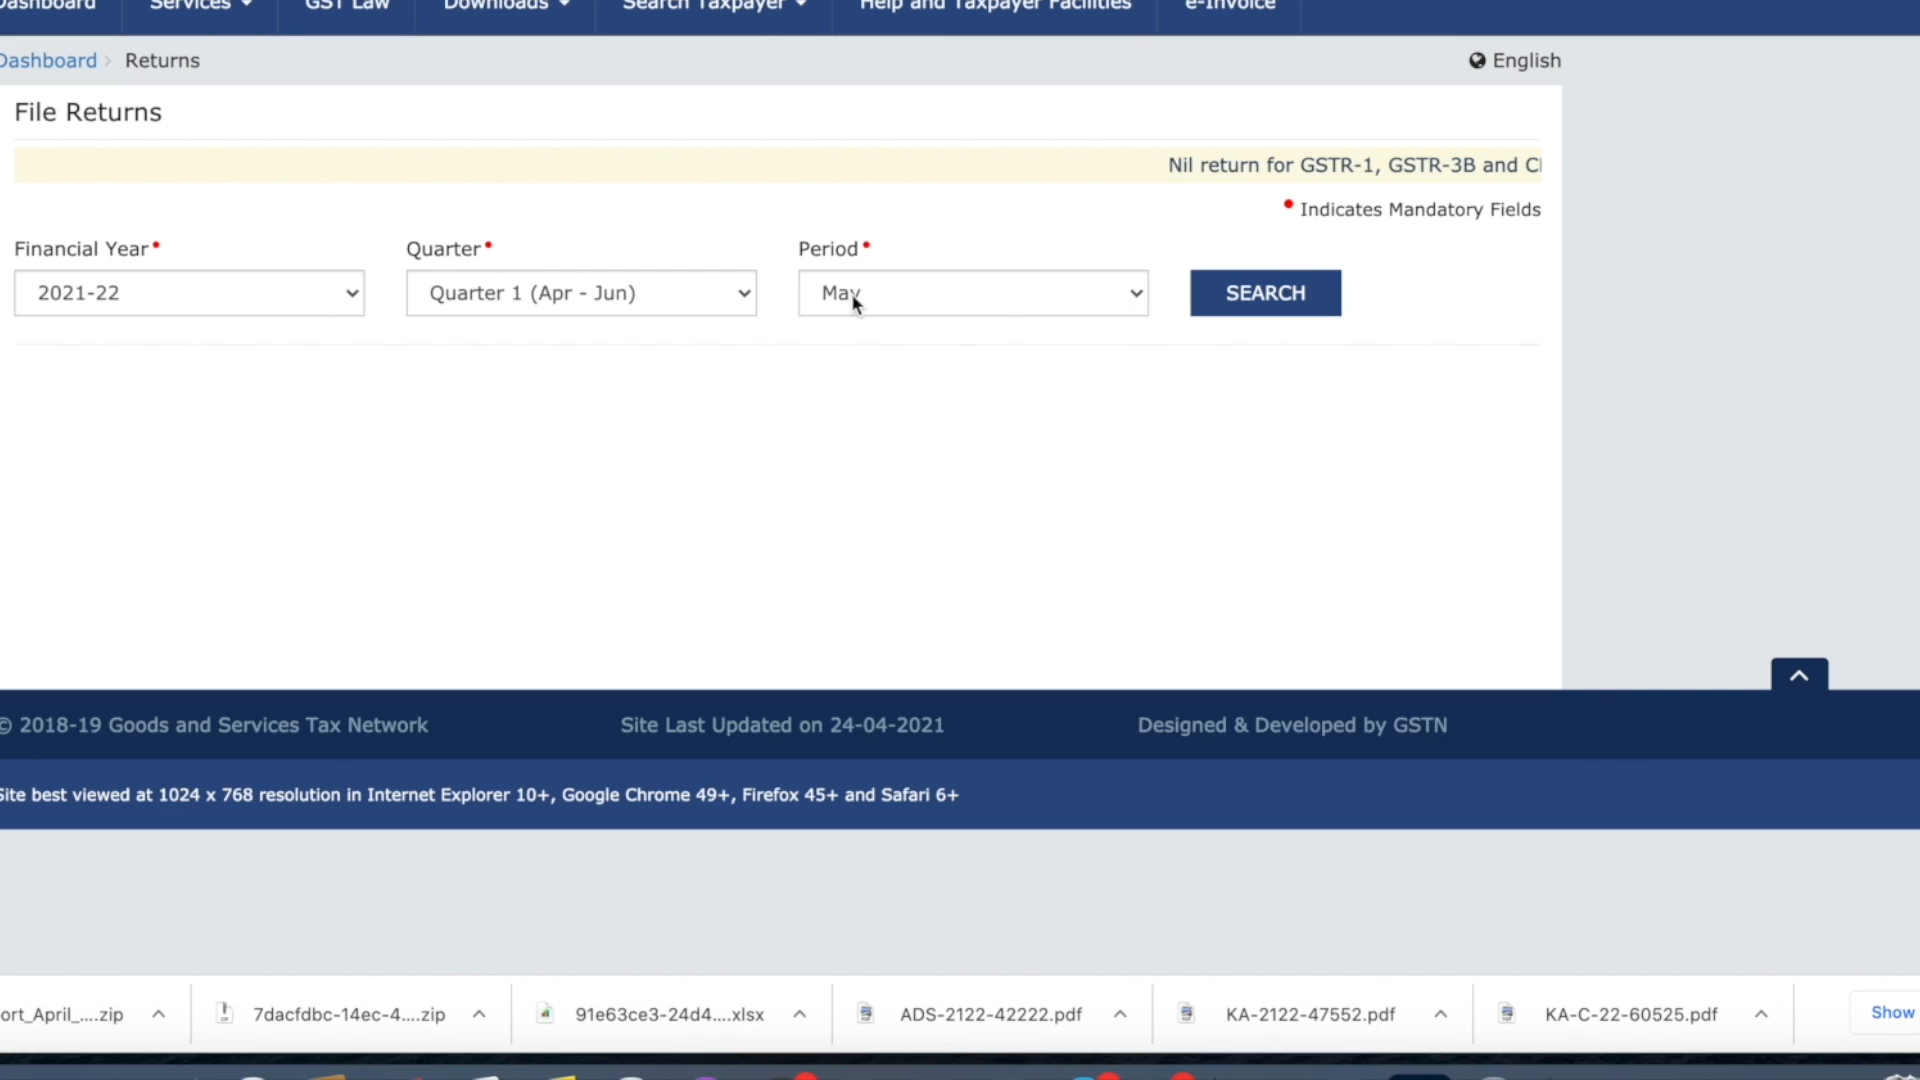 Dashboard Services GST Law Downloads Search Taxpayer Help and Taxpayer Facilities e-Invoice
Dashboard > Returns English
File Returns
Nil return for GSTR-1, GSTR-3B and C
• Indicates Mandatory Fields
Financial Year• Quarter• Period•
2021-22 Quarter 1 (Apr - Jun) May SEARCH
© 2018-19 Goods and Services Tax Network Site Last Updated on 24-04-2021 Designed & Developed by GSTN
Site best viewed at 1024 x 768 resolution in Internet Explorer 10+, Google Chrome 49+, Firefox 45+ and Safari 6+
ort_April_....zip 7dacfdbc-14ec-4....zip 91e63ce3-24d4....xlsx ADS-2122-42222.pdf KA-2122-47552.pdf KA-C-22-60525.pdf Show